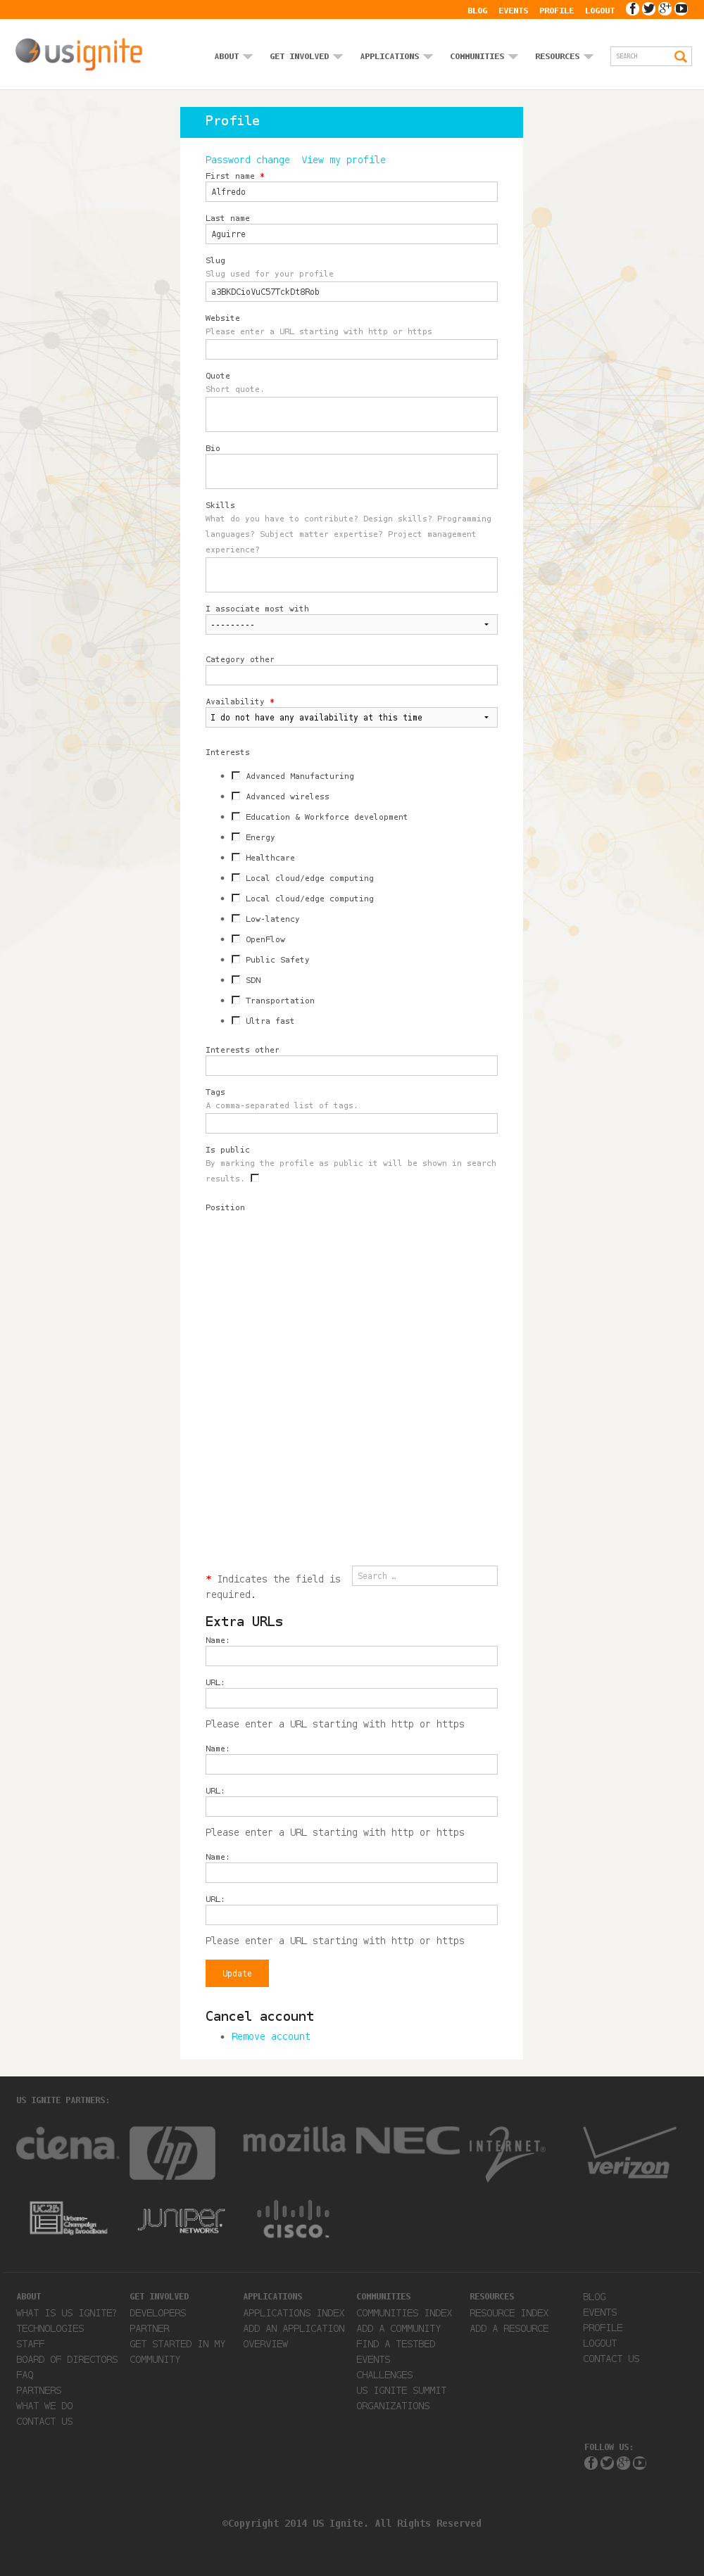 BLOG EVENTS PROFILE LOGOUT
usignite
ABOUT GET INVOLVED APPLICATIONS COMMUNITIES RESOURCES SEARCH
Profile
Password change View my profile
First name *
Alfredo
Last name
Aguirre
Slug
Slug used for your profile
a3BKDCioVuC57TckDt8Rob
Website
Please enter a URL starting with http or https
Quote
Short quote.
Bio
Skills
What do you have to contribute? Design skills? Programming
languages? Subject matter expertise? Project management
experience?
I associate most with
---------
Category other
Availability *
I do not have any availability at this time
Interests
Advanced Manufacturing
Advanced wireless
Education & Workforce development
Energy
Healthcare
Local cloud/edge computing
Local cloud/edge computing
Low-latency
OpenFlow
Public Safety
SDN
Transportation
Ultra fast
Interests other
Tags
A comma-separated list of tags.
Is public
By marking the profile as public it will be shown in search
results.
Position
* Indicates the field is
required.
Search …
Extra URLs
Name:
URL:
Please enter a URL starting with http or https
Name:
URL:
Please enter a URL starting with http or https
Name:
URL:
Please enter a URL starting with http or https
Update
Cancel account
Remove account
US IGNITE PARTNERS:
ciena hp mozilla NEC INTERNET 2 verizon
UC2B Urbana-Champaign Big Broadband JUNIPER NETWORKS CISCO
ABOUT
WHAT IS US IGNITE?
TECHNOLOGIES
STAFF
BOARD OF DIRECTORS
FAQ
PARTNERS
WHAT WE DO
CONTACT US
GET INVOLVED
DEVELOPERS
PARTNER
GET STARTED IN MY
COMMUNITY
APPLICATIONS
APPLICATIONS INDEX
ADD AN APPLICATION
OVERVIEW
COMMUNITIES
COMMUNITIES INDEX
ADD A COMMUNITY
FIND A TESTBED
EVENTS
CHALLENGES
US IGNITE SUMMIT
ORGANIZATIONS
RESOURCES
RESOURCE INDEX
ADD A RESOURCE
BLOG
EVENTS
PROFILE
LOGOUT
CONTACT US
FOLLOW US:
©Copyright 2014 US Ignite. All Rights Reserved